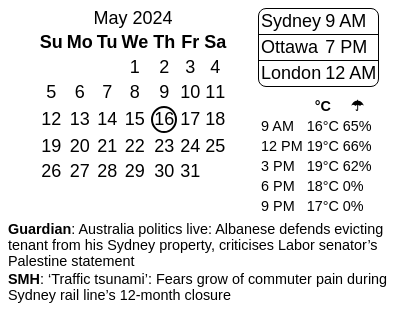 May 2024
Su Mo Tu We Th Fr Sa
1 2 3 4
5 6 7 8 9 10 11
12 13 14 15 16 17 18
19 20 21 22 23 24 25
26 27 28 29 30 31
Sydney 9 AM
Ottawa 7 PM
London 12 AM
°C ☂
9 AM 16°C 65%
12 PM 19°C 66%
3 PM 19°C 62%
6 PM 18°C 0%
9 PM 17°C 0%
Guardian: Australia politics live: Albanese defends evicting
tenant from his Sydney property, criticises Labor senator’s
Palestine statement
SMH: ‘Traffic tsunami’: Fears grow of commuter pain during
Sydney rail line’s 12-month closure